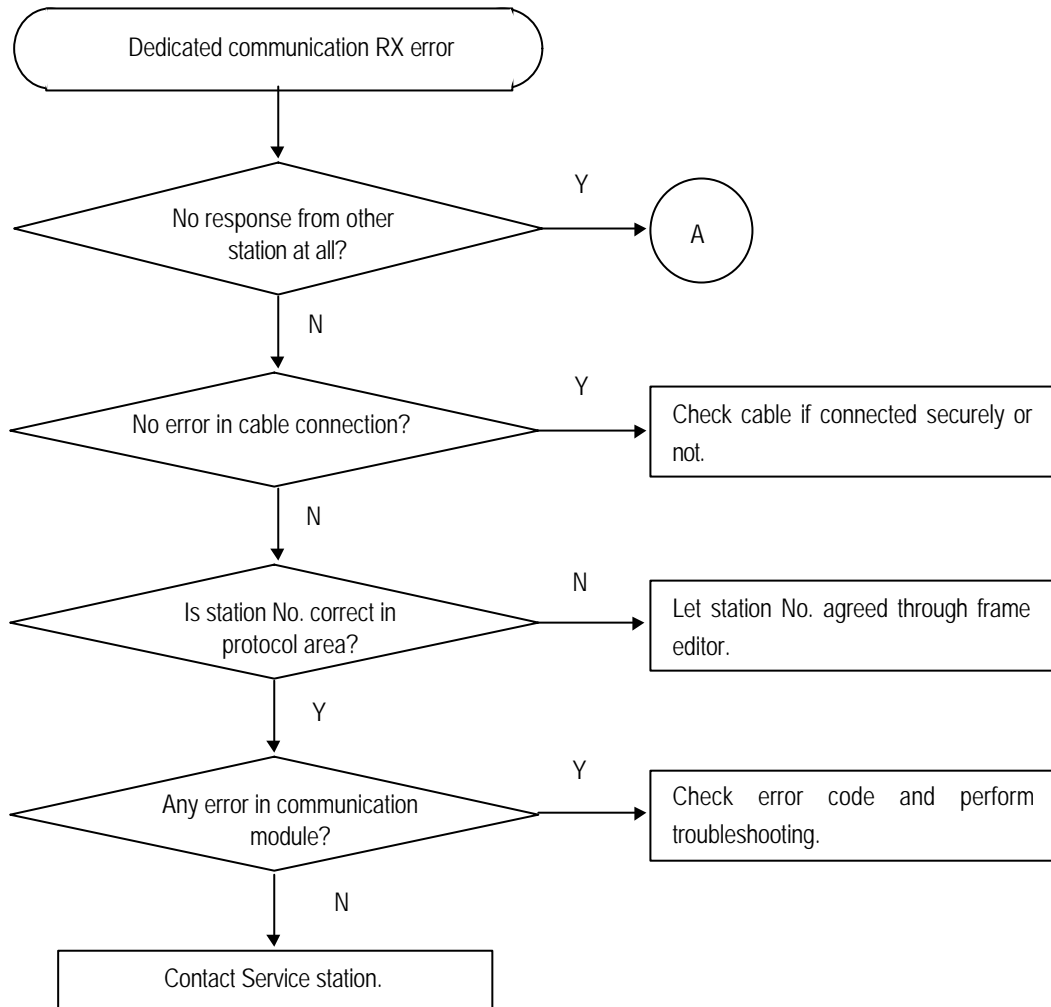 Dedicated communication RX error
Y
No response from other
station at all?
A
N
Y
No error in cable connection?
Check cable if connected securely or
not.
N
N
Is station No. correct in
protocol area?
Let station No. agreed through frame
editor.
Y
Y
Any error in communication
module?
Check error code and perform
troubleshooting.
N
Contact Service station.